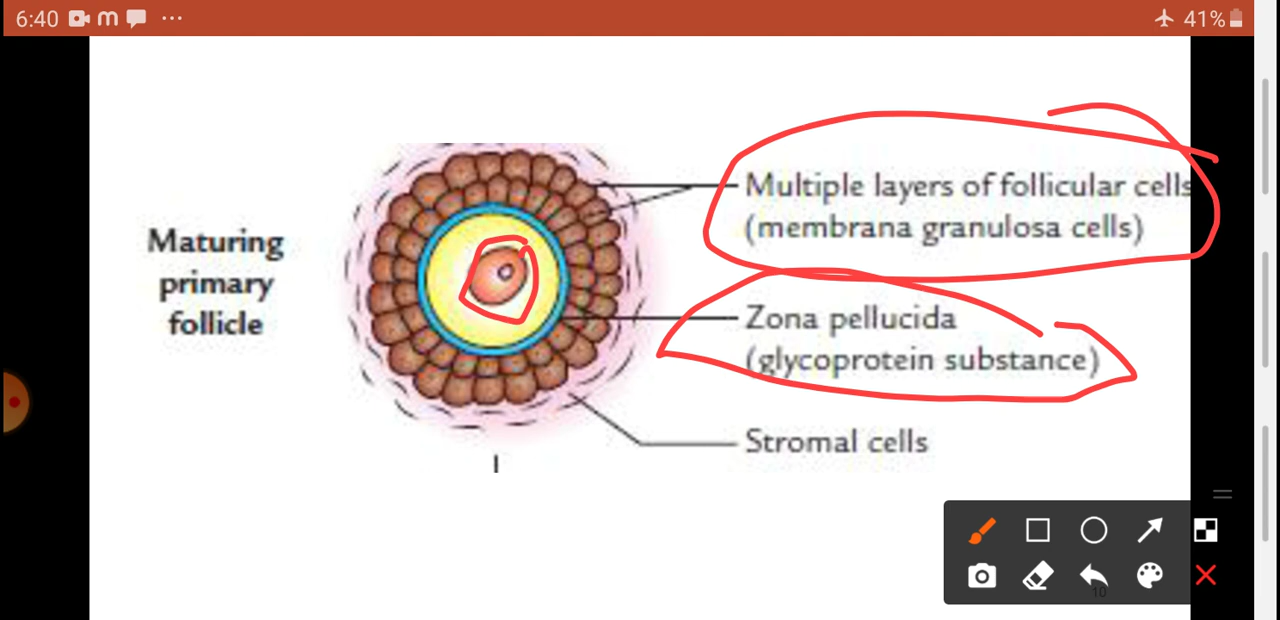 6:40 m ...
41%
Maturing
primary
follicle
Multiple layers of follicular cells
(membrana granulosa cells)
Zona pellucida
(glycoprotein substance)
Stromal cells
10